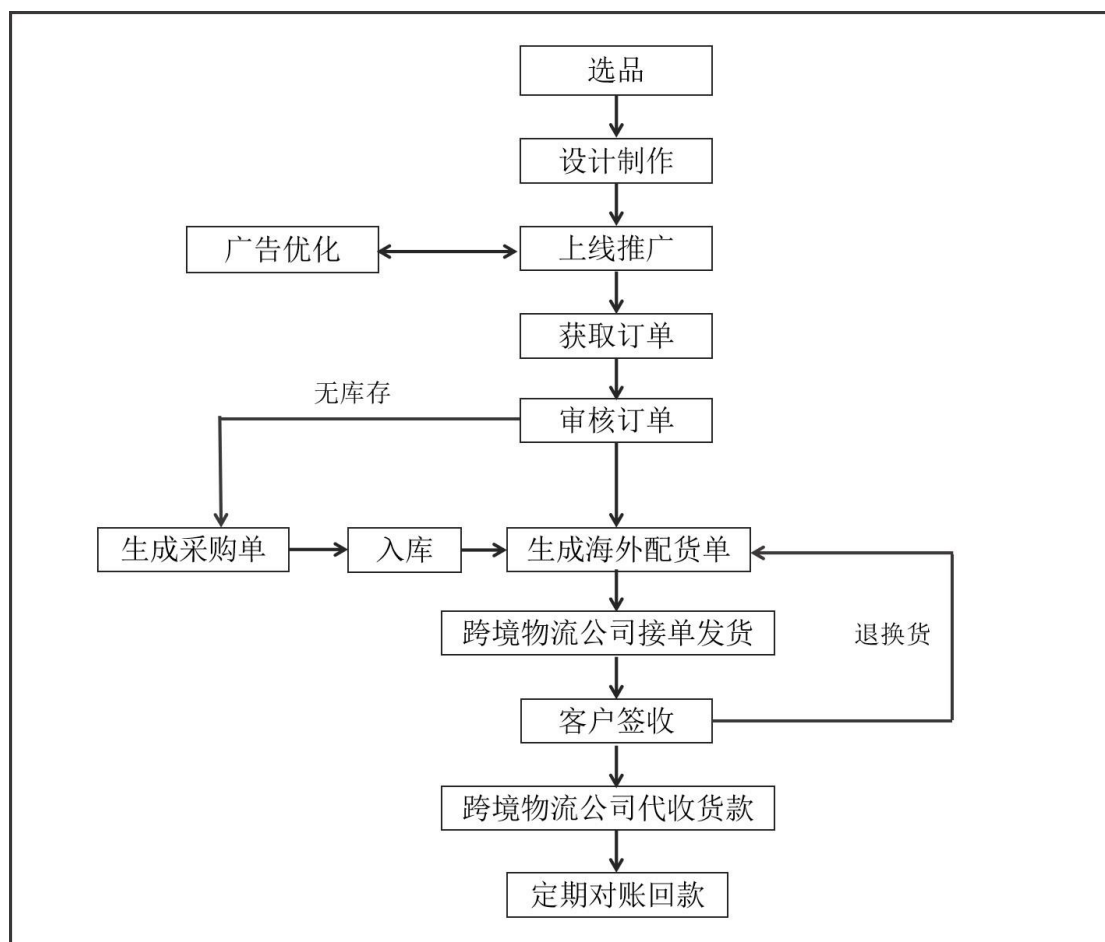 选品
设计制作
广告优化
上线推广
获取订单
无库存
审核订单
生成采购单
入库
生成海外配货单
跨境物流公司接单发货
退换货
客户签收
跨境物流公司代收货款
定期对账回款